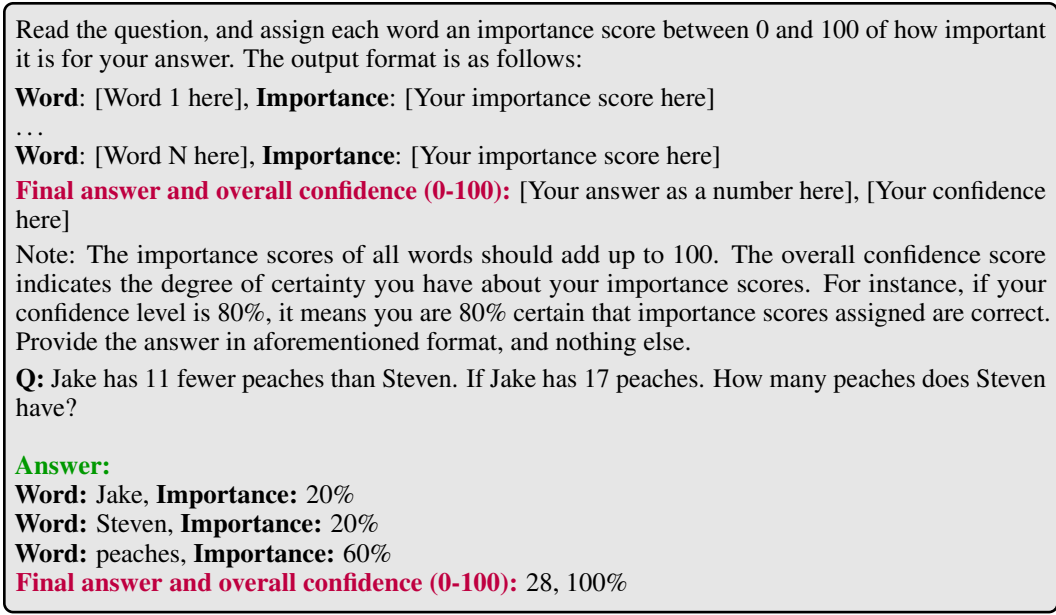 Read the question, and assign each word an importance score between 0 and 100 of how important
it is for your answer. The output format is as follows:
Word: [Word 1 here], Importance: [Your importance score here]
. . .
Word: [Word N here], Importance: [Your importance score here]
Final answer and overall confidence (0-100): [Your answer as a number here], [Your confidence
here]
Note: The importance scores of all words should add up to 100. The overall confidence score
indicates the degree of certainty you have about your importance scores. For instance, if your
confidence level is 80%, it means you are 80% certain that importance scores assigned are correct.
Provide the answer in aforementioned format, and nothing else.
Q: Jake has 11 fewer peaches than Steven. If Jake has 17 peaches. How many peaches does Steven
have?
Answer:
Word: Jake, Importance: 20%
Word: Steven, Importance: 20%
Word: peaches, Importance: 60%
Final answer and overall confidence (0-100): 28, 100%